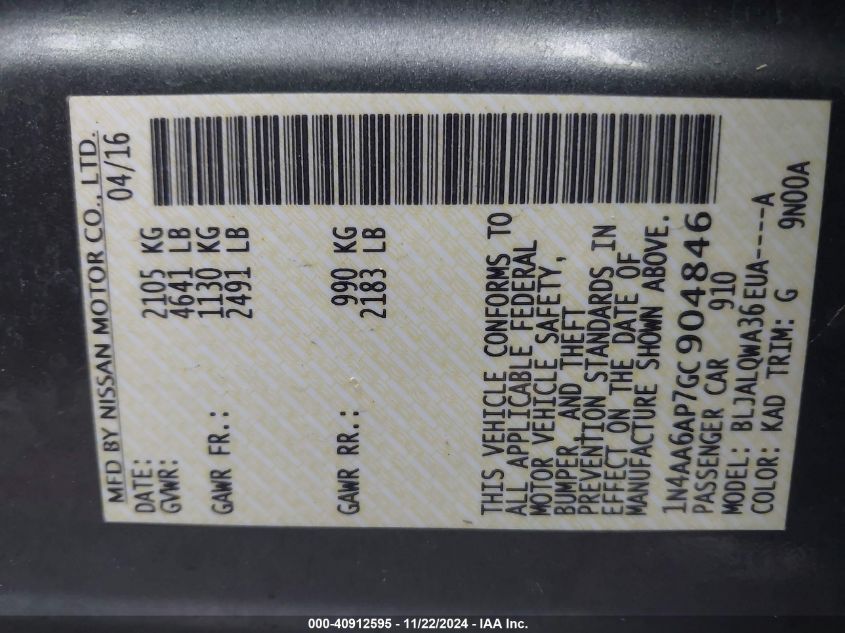 MFD BY NISSAN MOTOR CO., LTD.
DATE: 04/16
GVWR: 2105 KG
4641 LB
GAWR FR.: 1130 KG
2491 LB
GAWR RR.: 990 KG
2183 LB
THIS VEHICLE CONFORMS TO
ALL APPLICABLE FEDERAL
MOTOR VEHICLE SAFETY,
BUMPER, AND THEFT
PREVENTION STANDARDS IN
EFFECT ON THE DATE OF
MANUFACTURE SHOWN ABOVE.
1N4AA6AP7GC904846
PASSENGER CAR 910
MODEL: BLJALQWA36EUA----A
COLOR: KAD TRIM: G 9N00A
000-40912595 - 11/22/2024 - IAA Inc.